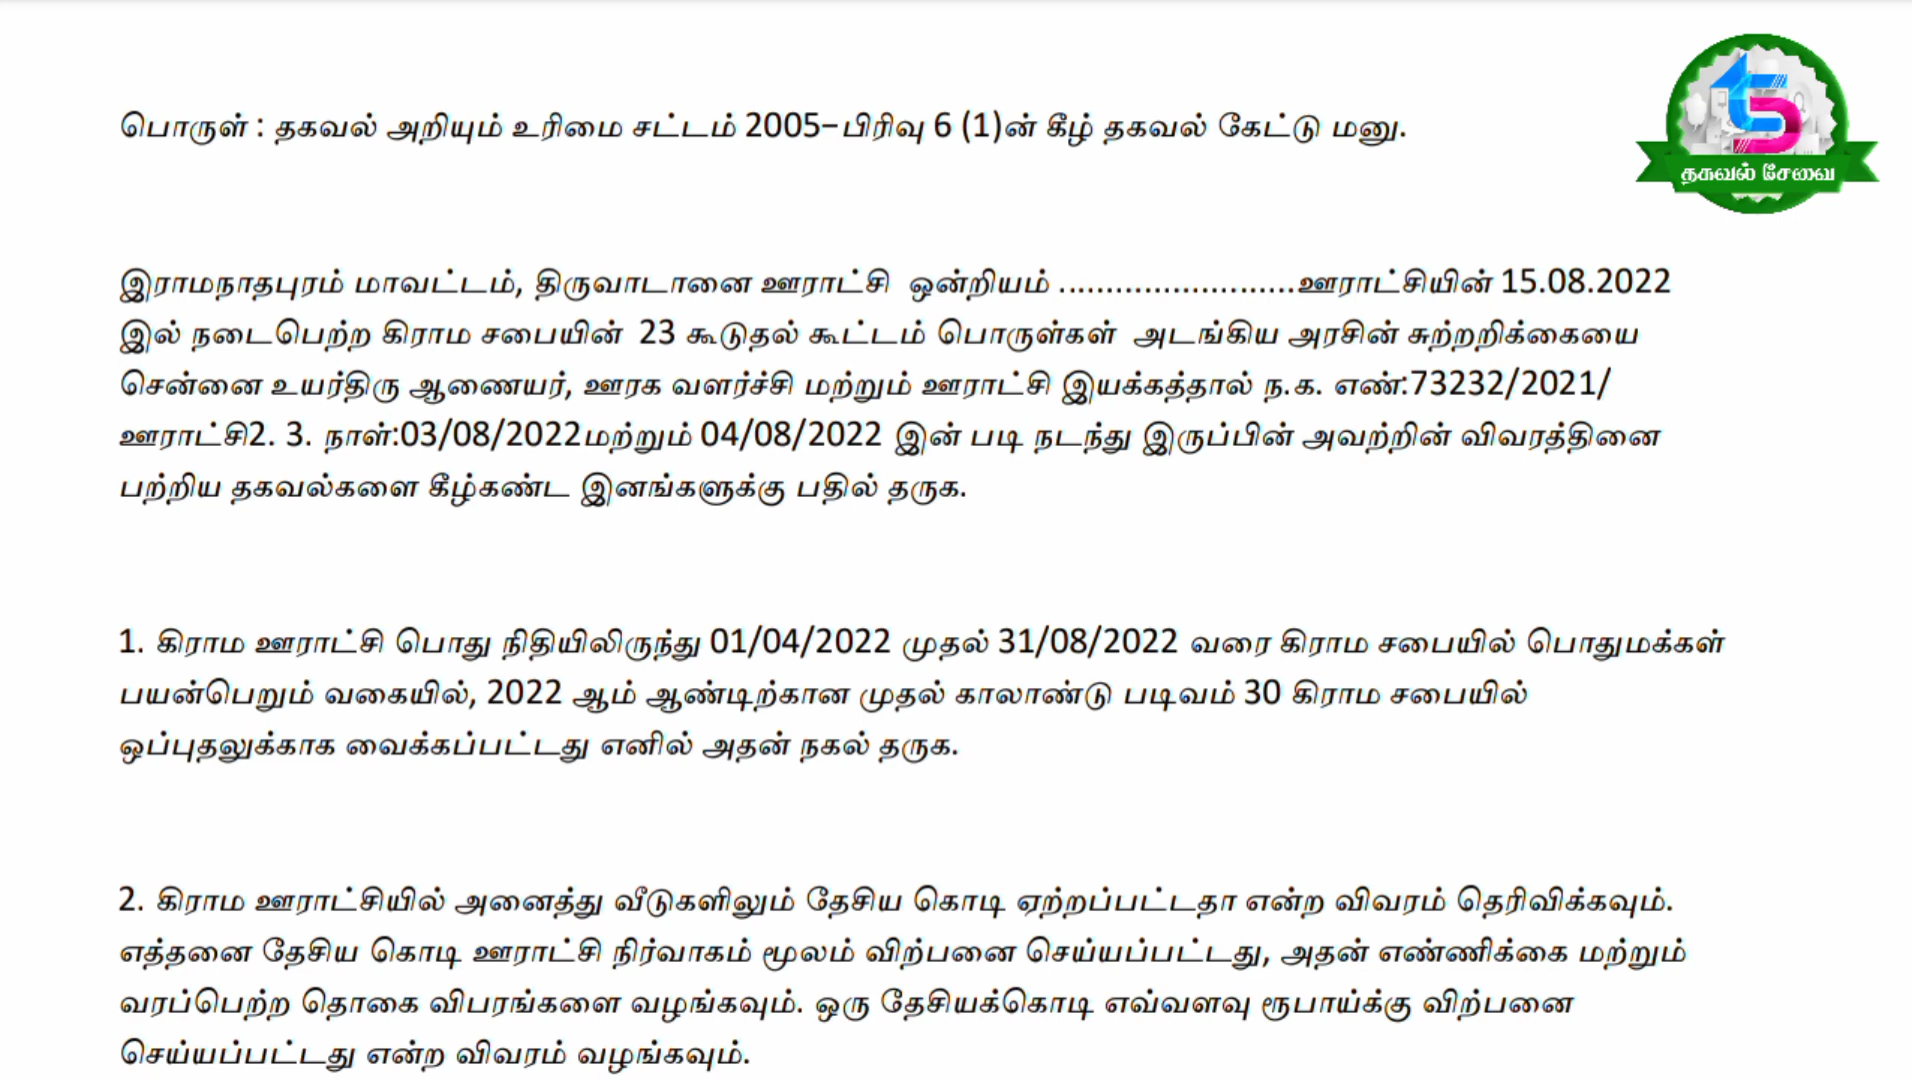 பொருள் : தகவல் அறியும் உரிமை சட்டம் 2005–பிரிவு 6 (1)ன் கீழ் தகவல் கேட்டு மனு.
தகவல் சேவை
இராமநாதபுரம் மாவட்டம், திருவாடானை ஊராட்சி ஒன்றியம் .........................ஊராட்சியின் 15.08.2022
இல் நடைபெற்ற கிராம சபையின் 23 கூடுதல் கூட்டம் பொருள்கள் அடங்கிய அரசின் சுற்றறிக்கையை
சென்னை உயர்திரு ஆணையர், ஊரக வளர்ச்சி மற்றும் ஊராட்சி இயக்கத்தால் ந.க. எண்:73232/2021/
ஊராட்சி2. 3. நாள்:03/08/2022மற்றும் 04/08/2022 இன் படி நடந்து இருப்பின் அவற்றின் விவரத்தினை
பற்றிய தகவல்களை கீழ்கண்ட இனங்களுக்கு பதில் தருக.
1. கிராம ஊராட்சி பொது நிதியிலிருந்து 01/04/2022 முதல் 31/08/2022 வரை கிராம சபையில் பொதுமக்கள்
பயன்பெறும் வகையில், 2022 ஆம் ஆண்டிற்கான முதல் காலாண்டு படிவம் 30 கிராம சபையில்
ஒப்புதலுக்காக வைக்கப்பட்டது எனில் அதன் நகல் தருக.
2. கிராம ஊராட்சியில் அனைத்து வீடுகளிலும் தேசிய கொடி ஏற்றப்பட்டதா என்ற விவரம் தெரிவிக்கவும்.
எத்தனை தேசிய கொடி ஊராட்சி நிர்வாகம் மூலம் விற்பனை செய்யப்பட்டது, அதன் எண்ணிக்கை மற்றும்
வரப்பெற்ற தொகை விபரங்களை வழங்கவும். ஒரு தேசியக்கொடி எவ்வளவு ரூபாய்க்கு விற்பனை
செய்யப்பட்டது என்ற விவரம் வழங்கவும்.